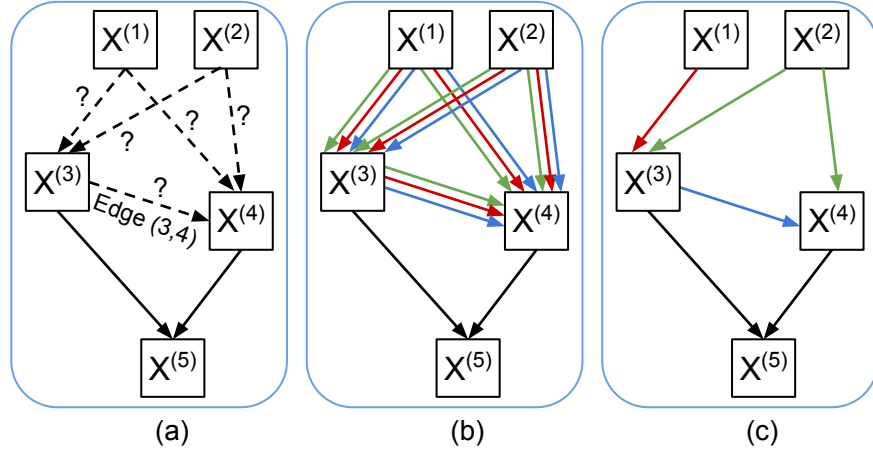 X(1) X(2)
? ? ? ?
X(3) ? X(4)
Edge (3,4)
X(5)
(a)
X(1) X(2)
X(3) X(4)
X(5)
(b)
X(1) X(2)
X(3) X(4)
X(5)
(c)